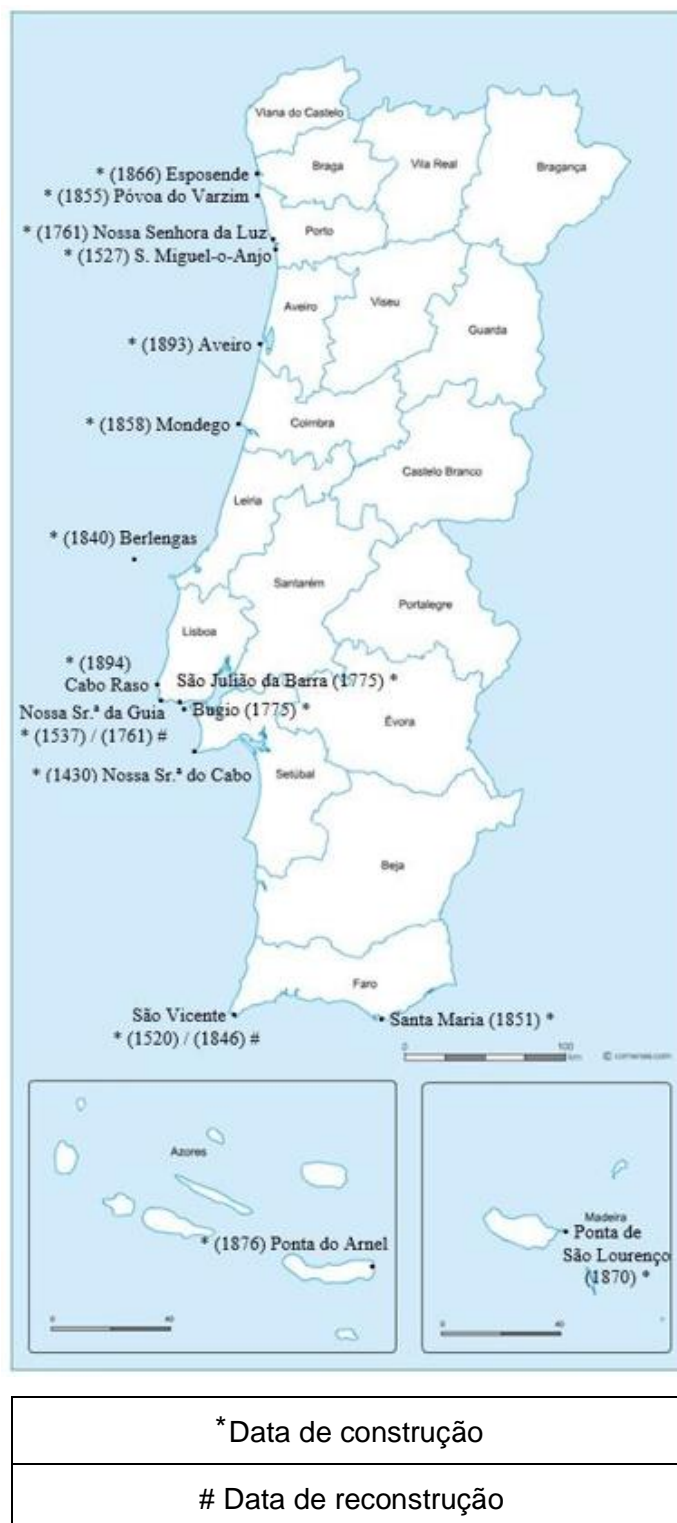 Viana do Castelo
Braga
Vila Real
Bragança
* (1866) Esposende
* (1855) Póvoa do Varzim
* (1761) Nossa Senhora da Luz
Porto
* (1527) S. Miguel-o-Anjo
Aveiro
Viseu
Guarda
* (1893) Aveiro
* (1858) Mondego
Coimbra
Castelo Branco
Leiria
* (1840) Berlengas
Santarém
Portalegre
Lisboa
* (1894)
Cabo Raso
São Julião da Barra (1775) *
Nossa Sr.ª da Guia
* (1537) / (1761) #
Bugio (1775) *
Évora
* (1430) Nossa Sr.ª do Cabo
Setúbal
Beja
Faro
São Vicente
* (1520) / (1846) #
Santa Maria (1851) *
0 100
km
© comersis.com
Azores
* (1876) Ponta do Arnel
0 40
Madeira
Ponta de
São Lourenço
(1870) *
0 40
*Data de construção
# Data de reconstrução